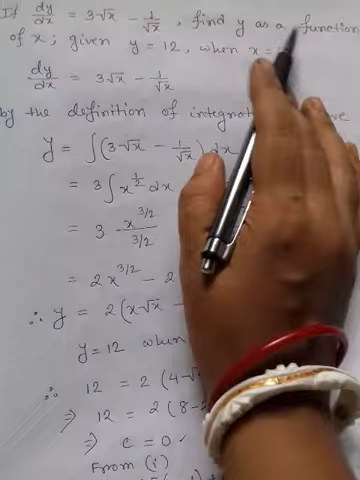 If dy/dx = 3√x − 1/√x, find y as a function
of x; given y = 12, when x =
dy/dx = 3√x − 1/√x
by the definition of
y = ∫(3√x − 1/√x) dx
= 3∫x^(1/2) dx
= 3 x^(3/2)/(3/2)
= 2x^(3/2) − 2
∴ y = 2(x√x −
y = 12 when
∴ 12 = 2(4√
⇒ 12 = 2(8−
⇒ c = 0
From (i)